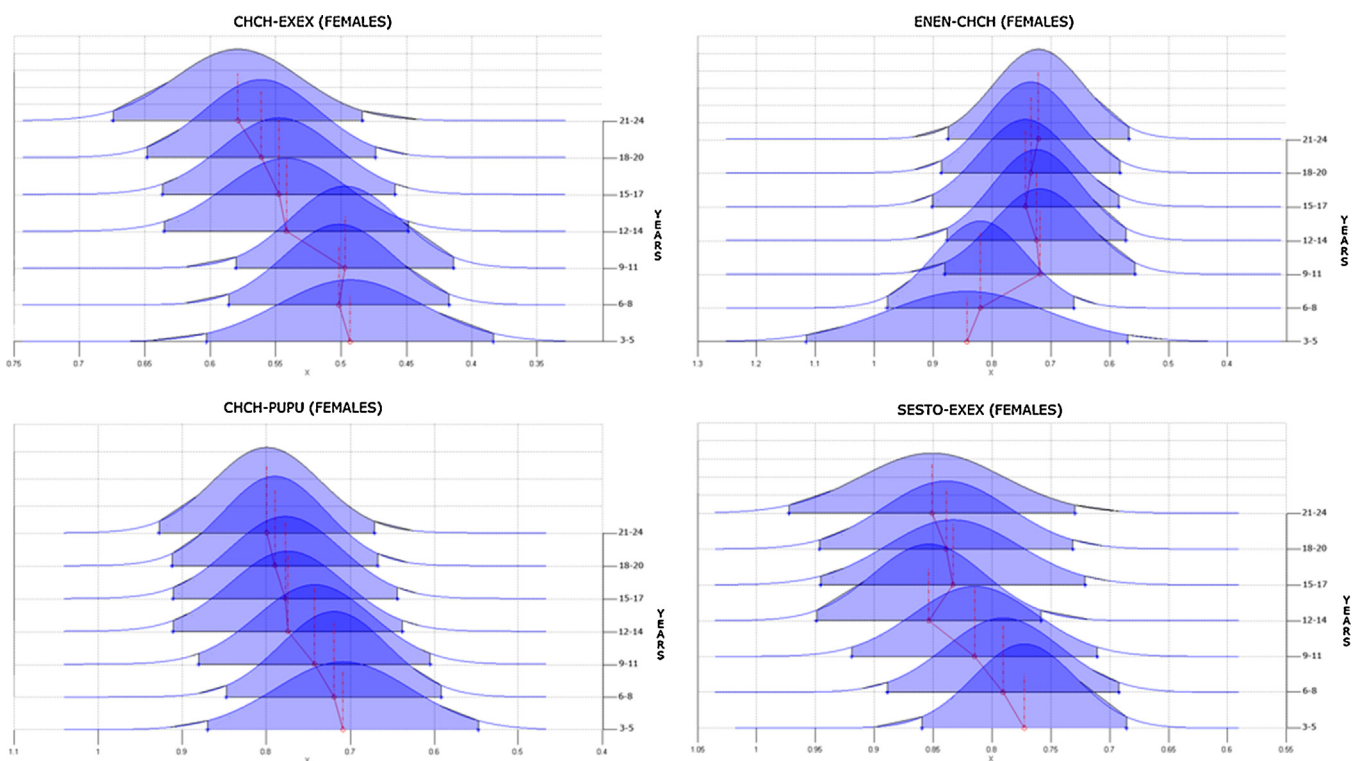 CHCH-EXEX (FEMALES)
21-24
18-20
15-17
12-14
9-11
6-8
3-5
YEARS
0.75 0.7 0.65 0.6 0.55 0.5 0.45 0.4 0.35
X
ENEN-CHCH (FEMALES)
21-24
18-20
15-17
12-14
9-11
6-8
3-5
YEARS
1.3 1.2 1.1 1 0.9 0.8 0.7 0.6 0.5 0.4
X
CHCH-PUPU (FEMALES)
21-24
18-20
15-17
12-14
9-11
6-8
3-5
YEARS
1.1 1 0.9 0.8 0.7 0.6 0.5 0.4
X
SESTO-EXEX (FEMALES)
21-24
18-20
15-17
12-14
9-11
6-8
3-5
YEARS
1.05 1 0.95 0.9 0.85 0.8 0.75 0.7 0.65 0.6 0.55
X